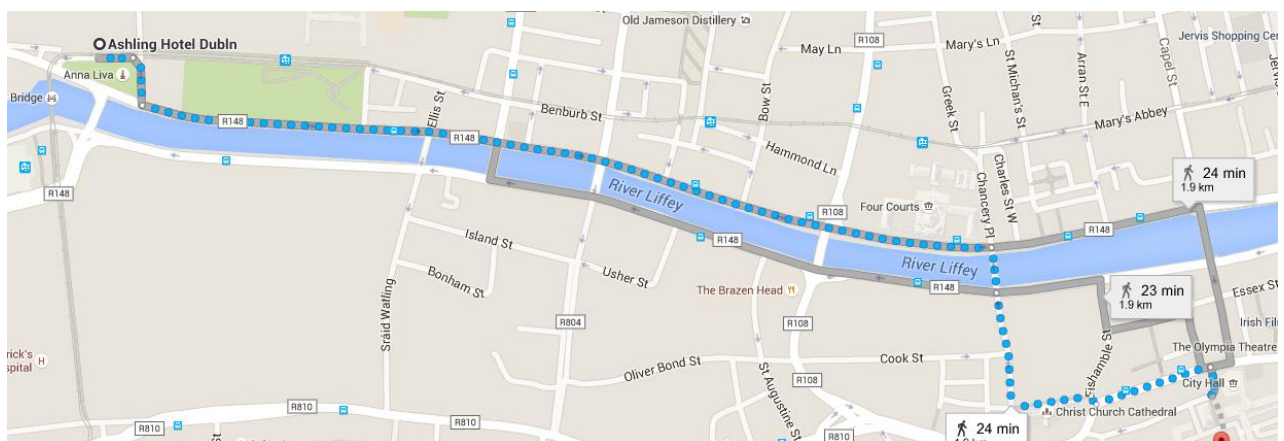 Old Jameson Distillery
R108
May Ln
Mary's Ln
Jervis Shopping Cen
Ashling Hotel Dubln
Anna Liva
Bridge
Ellis St
Benburb St
Bow St
Greek St
St Michan's St
Arran St E
Capel St
Jervis
Mary's Abbey
R148
R148
Hammond Ln
Charles St W
Chancery Pl
Four Courts
R108
24 min
1.9 km
R148
R148
River Liffey
R148
River Liffey
R148
Island St
Usher St
Bonham St
The Brazen Head
23 min
1.9 km
Essex St
Irish Fil
Sráid Watling
R804
R108
Fishamble St
The Olympia Theatre
rick's
spital
Oliver Bond St
Cook St
St Augustine St
R108
City Hall
Christ Church Cathedral
R810
R810
R810
24 min